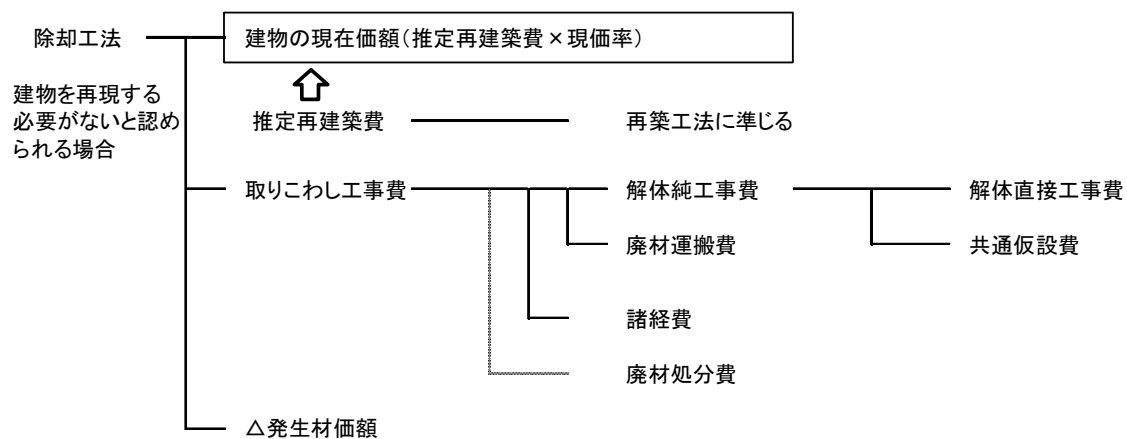 除却工法
建物の現在価額(推定再建築費×現価率)
建物を再現する
必要がないと認め
られる場合
推定再建築費
再築工法に準じる
取りこわし工事費
解体純工事費
解体直接工事費
廃材運搬費
共通仮設費
諸経費
廃材処分費
△発生材価額